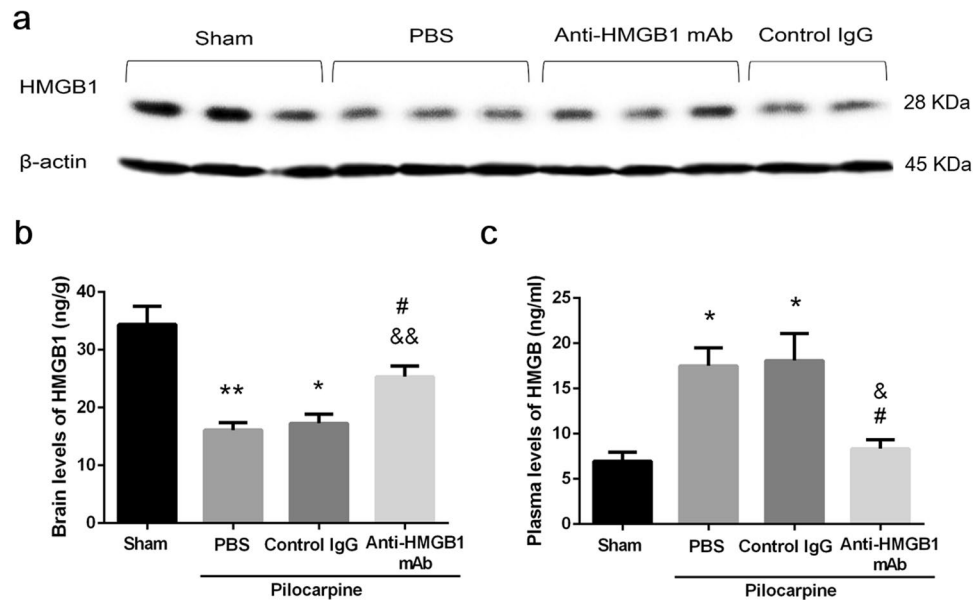 a
Sham PBS Anti-HMGB1 mAb Control IgG
HMGB1
28 KDa
β-actin
45 KDa
b
Brain levels of HMGB1 (ng/g)
40
30
20
10
0
**
*
#
&&
Sham PBS Control IgG Anti-HMGB1
mAb
Pilocarpine
c
Plasma levels of HMGB (ng/ml)
25
20
15
10
5
0
*
*
&
#
Sham PBS Control IgG Anti-HMGB1
mAb
Pilocarpine